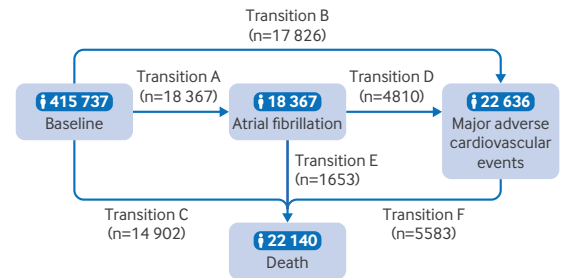 Transition B
(n=17 826)
Transition A
(n=18 367)
Transition D
(n=4810)
415 737
Baseline
18 367
Atrial fibrillation
22 636
Major adverse
cardiovascular
events
Transition E
(n=1653)
Transition C
(n=14 902)
Transition F
(n=5583)
22 140
Death